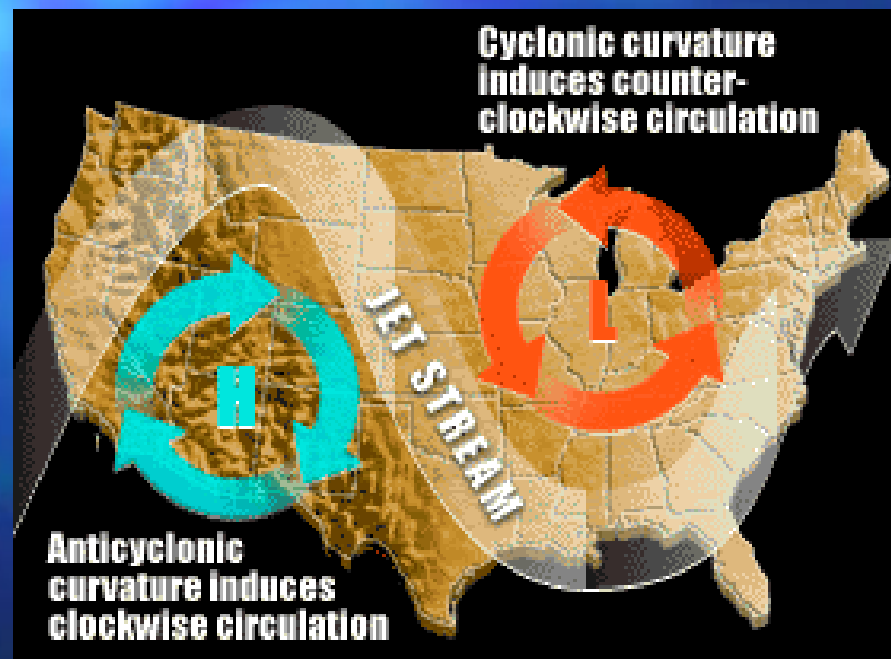 Cyclonic curvature
induces counter-
clockwise circulation
JET STREAM
L
H
Anticyclonic
curvature induces
clockwise circulation